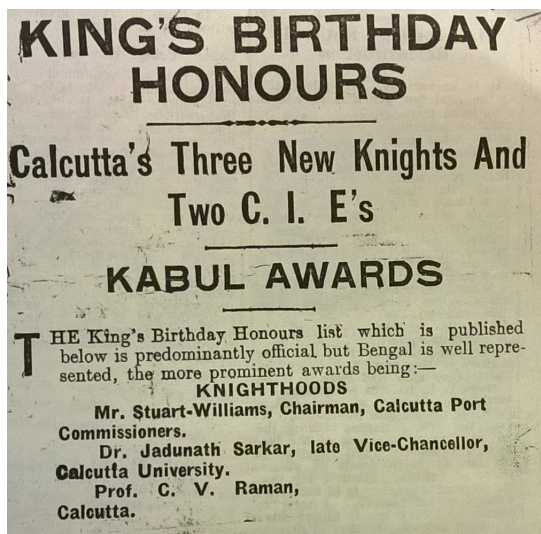 KING'S BIRTHDAY
HONOURS
Calcutta's Three New Knights And
Two C. I. E's
KABUL AWARDS
THE King's Birthday Honours list which is published
below is predominantly official but Bengal is well repre-
sented, the more prominent awards being:—
KNIGHTHOODS
Mr. Stuart-Williams, Chairman, Calcutta Port
Commissioners.
Dr. Jadunath Sarkar, late Vice-Chancellor,
Calcutta University.
Prof. C. V. Raman,
Calcutta.